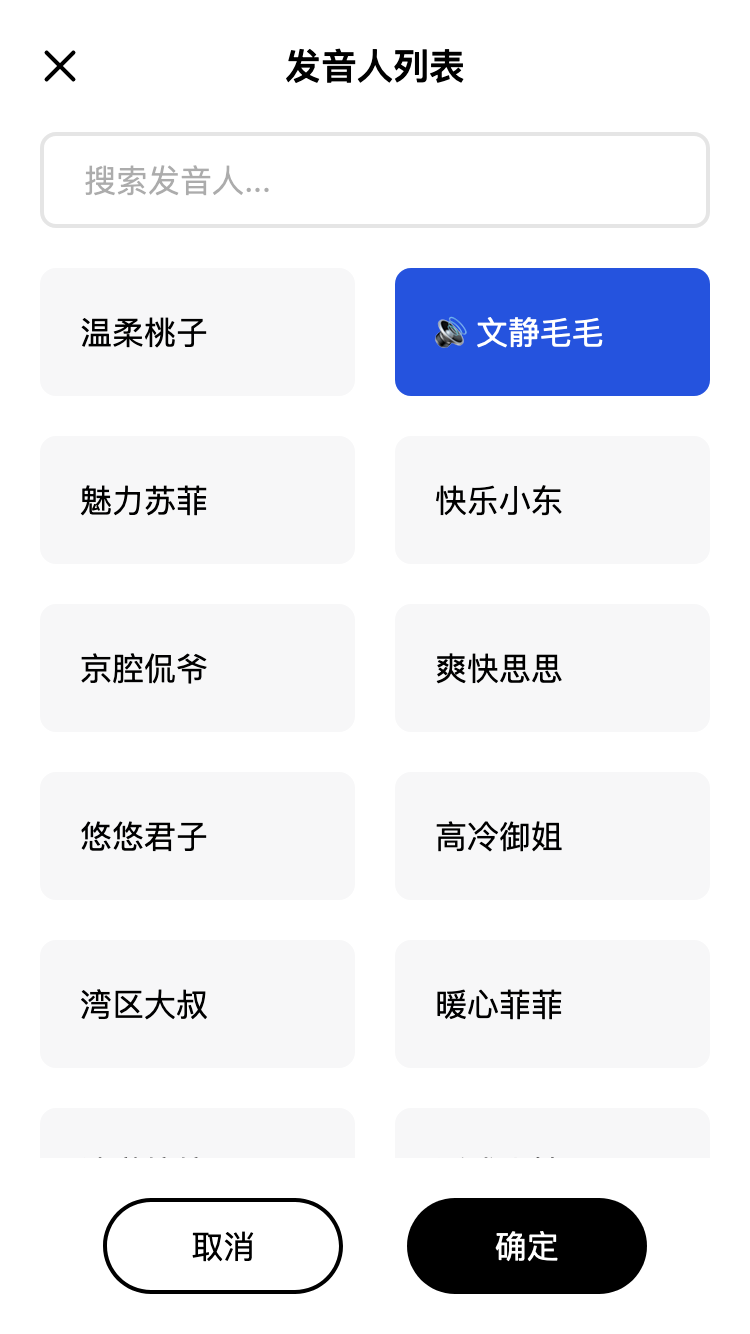 发音人列表
搜索发音人...
温柔桃子
文静毛毛
魅力苏菲
快乐小东
京腔侃爷
爽快思思
悠悠君子
高冷御姐
湾区大叔
暖心菲菲
取消
确定